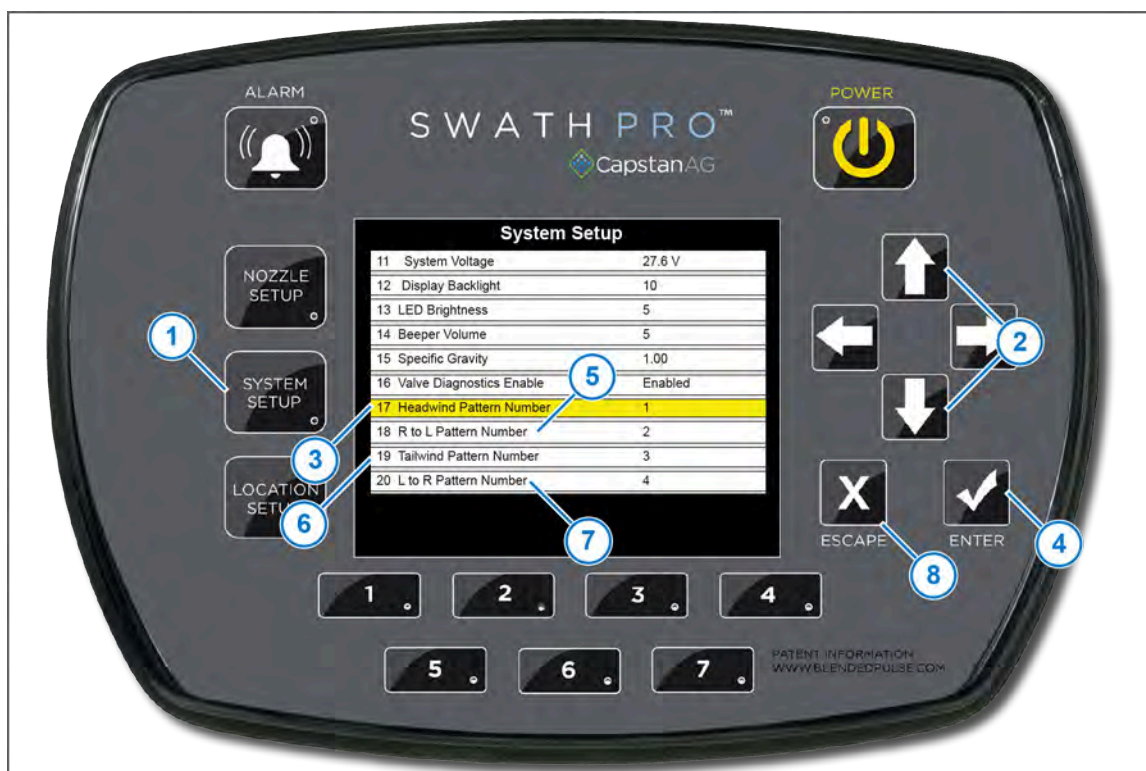 ALARM
POWER
SWATH PRO™
CapstanAG
System Setup
11 System Voltage 27.6 V
12 Display Backlight 10
13 LED Brightness 5
14 Beeper Volume 5
15 Specific Gravity 1.00
16 Valve Diagnostics Enable Enabled
17 Headwind Pattern Number 1
18 R to L Pattern Number 2
19 Tailwind Pattern Number 3
20 L to R Pattern Number 4
NOZZLE
SETUP
SYSTEM
SETUP
LOCATION
1
2
3
4
5
6
7
8
X
ESCAPE
ENTER
1
2
3
4
5
6
7
PATENT INFORMATION
WWW.BLENDEDPULSE.COM